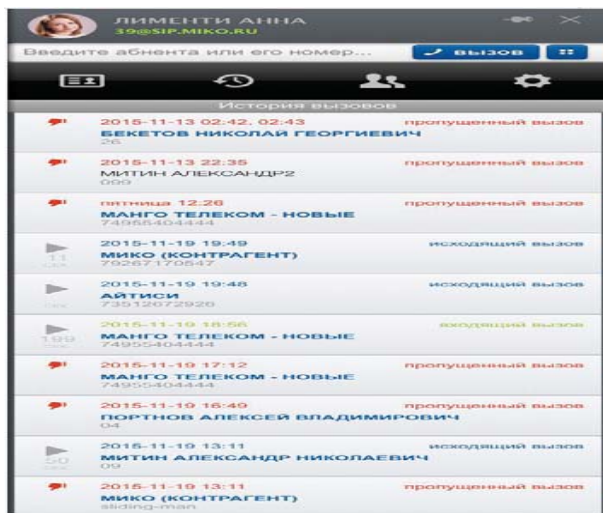 ЛИМЕНТИ АННА
39@SIP.MIKO.RU
Введите абнента или его номер...
ВЫЗОВ
История вызовов
2015-11-13 02:42, 02:43 пропущенный вызов
БЕКЕТОВ НИКОЛАЙ ГЕОРГИЕВИЧ
26
2015-11-13 22:35 пропущенный вызов
МИТИН АЛЕКСАНДР2
099
пятница 12:26 пропущенный вызов
МАНГО ТЕЛЕКОМ - НОВЫЕ
74955404444
2015-11-19 19:49 исходящий вызов
11 МИКО (КОНТРАГЕНТ)
79267170547
2015-11-19 19:48 исходящий вызов
АЙТИСИ
73512672926
2015-11-19 18:56 входящий вызов
199 МАНГО ТЕЛЕКОМ - НОВЫЕ
74955404444
2015-11-19 17:12 пропущенный вызов
МАНГО ТЕЛЕКОМ - НОВЫЕ
74955404444
2015-11-19 16:49 пропущенный вызов
ПОРТНОВ АЛЕКСЕЙ ВЛАДИМИРОВИЧ
04
2015-11-19 13:11 исходящий вызов
50 МИТИН АЛЕКСАНДР НИКОЛАЕВИЧ
09
2015-11-19 13:11 пропущенный вызов
МИКО (КОНТРАГЕНТ)
sliding-man